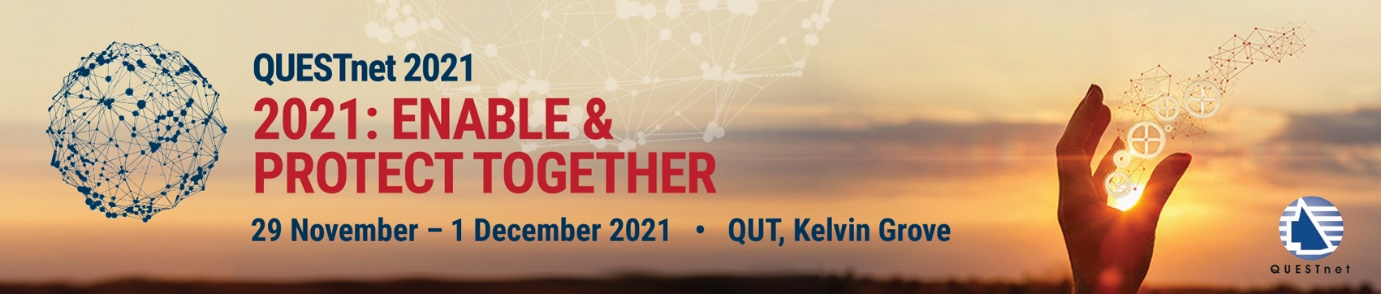 QUESTnet 2021
2021: ENABLE &
PROTECT TOGETHER
29 November – 1 December 2021 • QUT, Kelvin Grove
QUESTnet